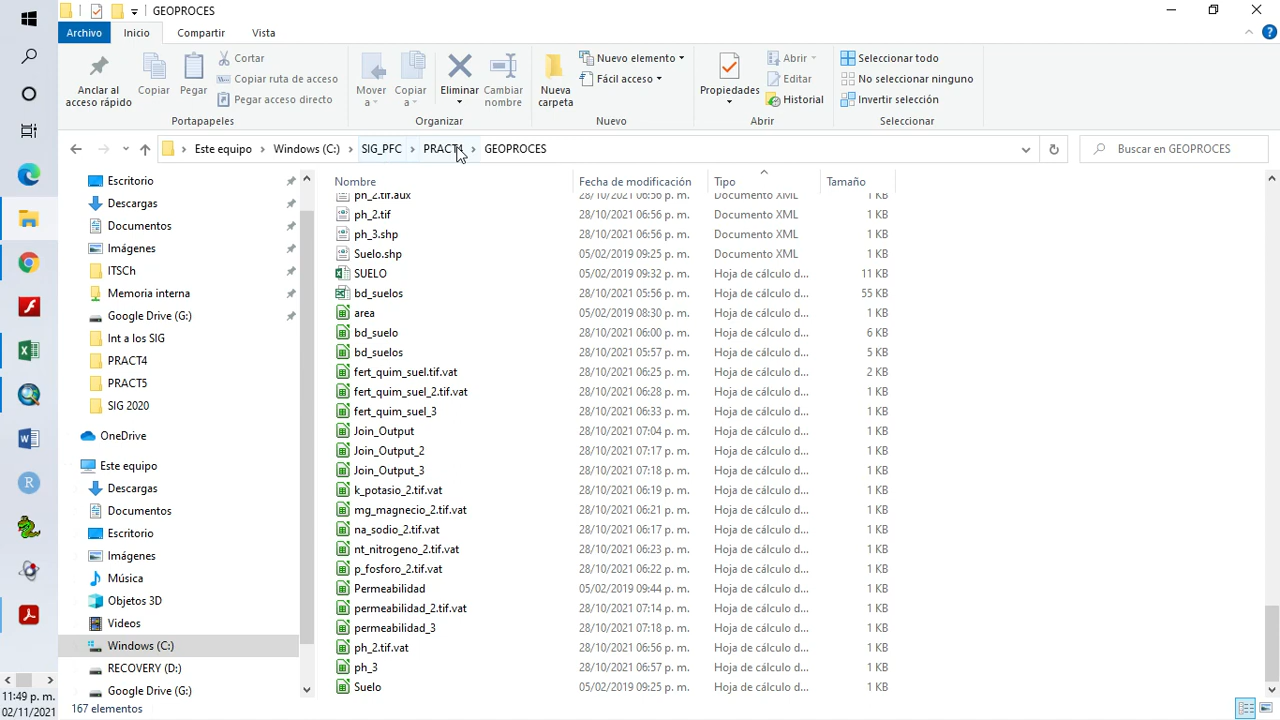 GEOPROCES
Archivo
Inicio
Compartir
Vista
Anclar al acceso rápido
Copiar
Pegar
Cortar
Copiar ruta de acceso
Pegar acceso directo
Portapapeles
Mover a
Copiar a
Eliminar
Cambiar nombre
Organizar
Nueva carpeta
Nuevo elemento
Fácil acceso
Nuevo
Propiedades
Abrir
Editar
Historial
Abrir
Seleccionar todo
No seleccionar ningún
Invertir selección
Seleccionar
Este equipo > Windows (C:) > SIG_PFC > PRACT4 > GEOPROCES
Buscar en GEOPROCES
Escritorio
Descargas
Documentos
Imágenes
ITSCh
Memoria interna
Google Drive (G:)
Int a los SIG
PRACT4
PRACT5
SIG 2020
OneDrive
Este equipo
Descargas
Documentos
Escritorio
Imágenes
Música
Objetos 3D
Videos
Windows (C:)
RECOVERY (D:)
Google Drive (G:)
Nombre Fecha de modificación Tipo Tamaño
ph_2.tif.aux 28/10/2021 06:56 p. m. Documento XML 1 KB
ph_2.tif 28/10/2021 06:56 p. m. Documento XML 1 KB
ph_3.shp 28/10/2021 06:56 p. m. Documento XML 1 KB
Suelo.shp 05/02/2019 09:25 p. m. Documento XML 1 KB
SUELO 05/02/2019 09:32 p. m. Hoja de cálculo d... 11 KB
bd_suelos 28/10/2021 05:56 p. m. Hoja de cálculo d... 55 KB
area 05/02/2019 08:30 p. m. Hoja de cálculo d... 1 KB
bd_suelo 28/10/2021 06:00 p. m. Hoja de cálculo d... 6 KB
bd_suelos 28/10/2021 05:57 p. m. Hoja de cálculo d... 5 KB
fert_quim_suel.tif.vat 28/10/2021 06:25 p. m. Hoja de cálculo d... 2 KB
fert_quim_suel_2.tif.vat 28/10/2021 06:28 p. m. Hoja de cálculo d... 1 KB
fert_quim_suel_3 28/10/2021 06:33 p. m. Hoja de cálculo d... 1 KB
Join_Output 28/10/2021 07:04 p. m. Hoja de cálculo d... 1 KB
Join_Output_2 28/10/2021 07:17 p. m. Hoja de cálculo d... 1 KB
Join_Output_3 28/10/2021 07:18 p. m. Hoja de cálculo d... 1 KB
k_potasio_2.tif.vat 28/10/2021 06:19 p. m. Hoja de cálculo d... 1 KB
mg_magnecio_2.tif.vat 28/10/2021 06:21 p. m. Hoja de cálculo d... 1 KB
na_sodio_2.tif.vat 28/10/2021 06:17 p. m. Hoja de cálculo d... 1 KB
nt_nitrogeno_2.tif.vat 28/10/2021 06:23 p. m. Hoja de cálculo d... 1 KB
p_fosforo_2.tif.vat 28/10/2021 06:22 p. m. Hoja de cálculo d... 1 KB
Permeabilidad 05/02/2019 09:44 p. m. Hoja de cálculo d... 1 KB
permeabilidad_2.tif.vat 28/10/2021 07:14 p. m. Hoja de cálculo d... 1 KB
permeabilidad_3 28/10/2021 07:18 p. m. Hoja de cálculo d... 1 KB
ph_2.tif.vat 28/10/2021 06:56 p. m. Hoja de cálculo d... 1 KB
ph_3 28/10/2021 06:57 p. m. Hoja de cálculo d... 1 KB
Suelo 05/02/2019 09:25 p. m. Hoja de cálculo d... 1 KB
167 elementos
11:49 p. m.
02/11/2021